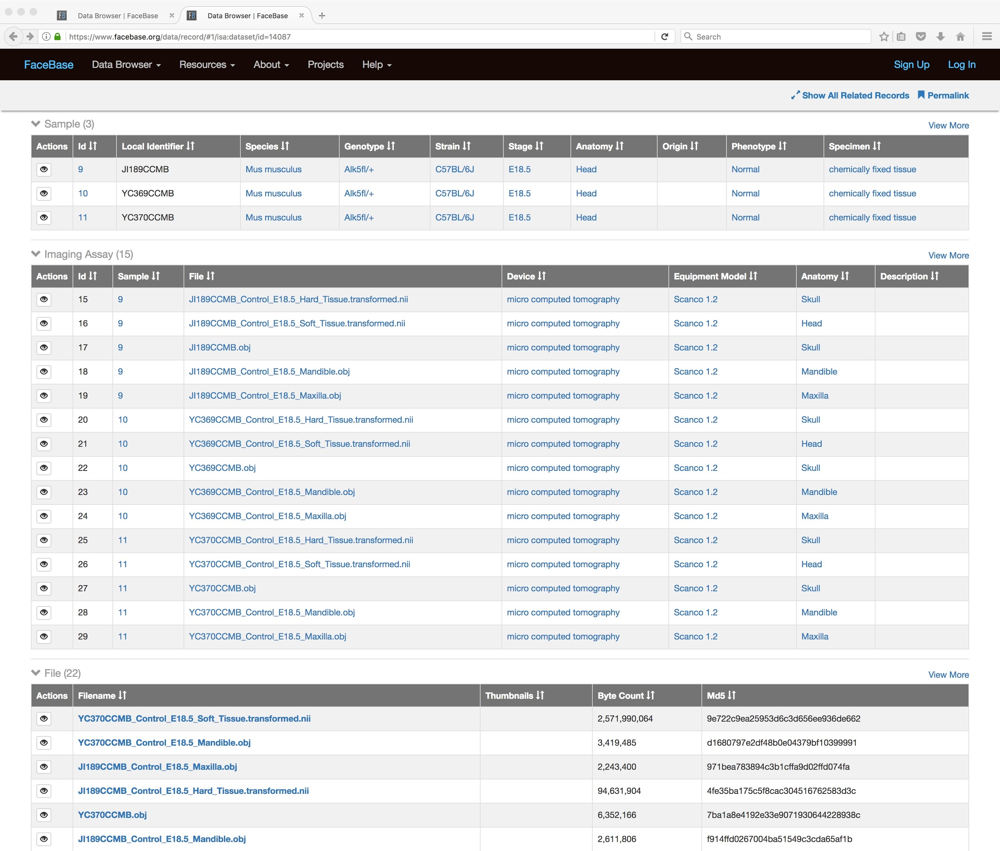 Data Browser | FaceBase
Data Browser | FaceBase
https://www.facebase.org/data/record/#1/isa:dataset/id=14087
Search
FaceBase Data Browser Resources About Projects Help Sign Up Log In
Show All Related Records Permalink
Sample (3) View More
Actions Id Local Identifier Species Genotype Strain Stage Anatomy Origin Phenotype Specimen
9 JI189CCMB Mus musculus Alk5fl/+ C57BL/6J E18.5 Head Normal chemically fixed tissue
10 YC369CCMB Mus musculus Alk5fl/+ C57BL/6J E18.5 Head Normal chemically fixed tissue
11 YC370CCMB Mus musculus Alk5fl/+ C57BL/6J E18.5 Head Normal chemically fixed tissue
Imaging Assay (15) View More
Actions Id Sample File Device Equipment Model Anatomy Description
15 9 JI189CCMB_Control_E18.5_Hard_Tissue.transformed.nii micro computed tomography Scanco 1.2 Skull
16 9 JI189CCMB_Control_E18.5_Soft_Tissue.transformed.nii micro computed tomography Scanco 1.2 Head
17 9 JI189CCMB.obj micro computed tomography Scanco 1.2 Skull
18 9 JI189CCMB_Control_E18.5_Mandible.obj micro computed tomography Scanco 1.2 Mandible
19 9 JI189CCMB_Control_E18.5_Maxilla.obj micro computed tomography Scanco 1.2 Maxilla
20 10 YC369CCMB_Control_E18.5_Hard_Tissue.transformed.nii micro computed tomography Scanco 1.2 Skull
21 10 YC369CCMB_Control_E18.5_Soft_Tissue.transformed.nii micro computed tomography Scanco 1.2 Head
22 10 YC369CCMB.obj micro computed tomography Scanco 1.2 Skull
23 10 YC369CCMB_Control_E18.5_Mandible.obj micro computed tomography Scanco 1.2 Mandible
24 10 YC369CCMB_Control_E18.5_Maxilla.obj micro computed tomography Scanco 1.2 Maxilla
25 11 YC370CCMB_Control_E18.5_Hard_Tissue.transformed.nii micro computed tomography Scanco 1.2 Skull
26 11 YC370CCMB_Control_E18.5_Soft_Tissue.transformed.nii micro computed tomography Scanco 1.2 Head
27 11 YC370CCMB.obj micro computed tomography Scanco 1.2 Skull
28 11 YC370CCMB_Control_E18.5_Mandible.obj micro computed tomography Scanco 1.2 Mandible
29 11 YC370CCMB_Control_E18.5_Maxilla.obj micro computed tomography Scanco 1.2 Maxilla
File (22) View More
Actions Filename Thumbnails Byte Count Md5
YC370CCMB_Control_E18.5_Soft_Tissue.transformed.nii 2,571,990,064 9e722c9ea25953d6c3d656ee936de662
YC370CCMB_Control_E18.5_Mandible.obj 3,419,485 d1680797e2df48b0e04379bf10399991
JI189CCMB_Control_E18.5_Maxilla.obj 2,243,400 971bea783894c3b1cffa9d02ffd074fa
JI189CCMB_Control_E18.5_Hard_Tissue.transformed.nii 94,631,904 4fe35ba175c5f8cac304516762583d3c
YC370CCMB.obj 6,352,166 7ba1a8e4192e33e9071930644228938c
JI189CCMB_Control_E18.5_Mandible.obj 2,611,806 f914ffd0267004ba51549c3cda65af1b